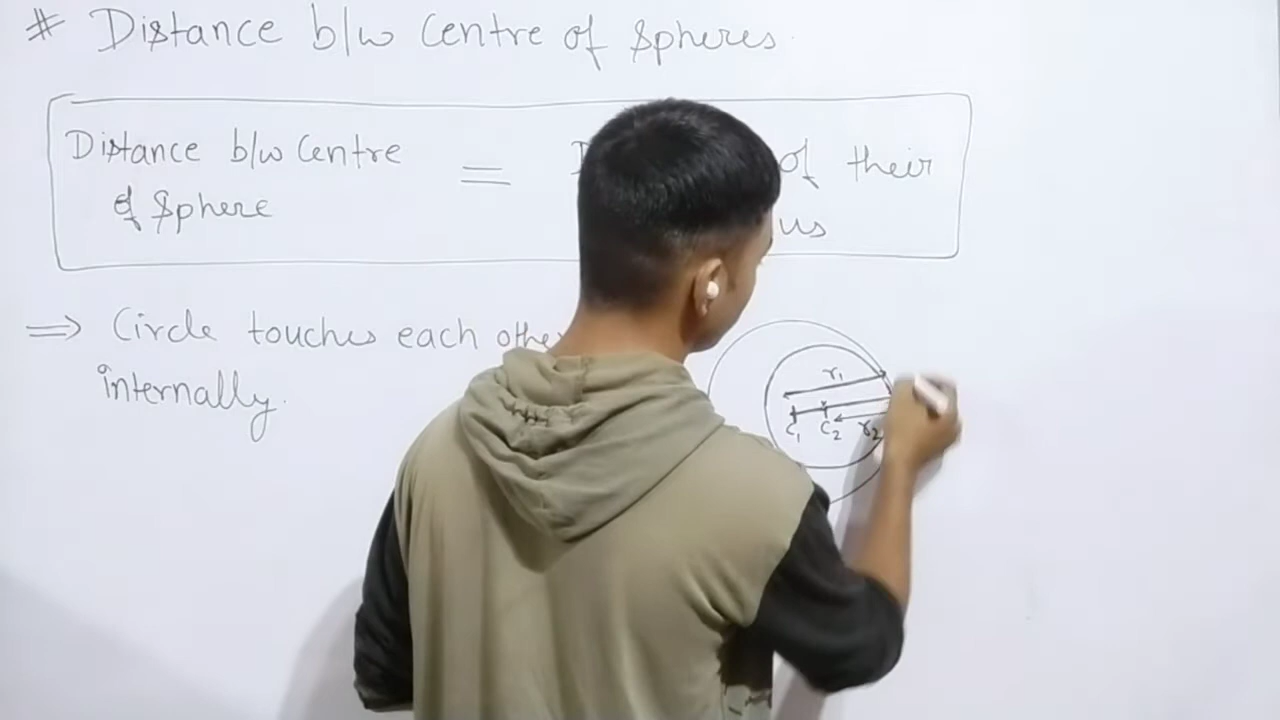 # Distance b/w Centre of Spheres
Distance b/w Centre = of their
of Sphere
⇒ Circle touches each other
internally.
r₁
C₁ C₂ r₂